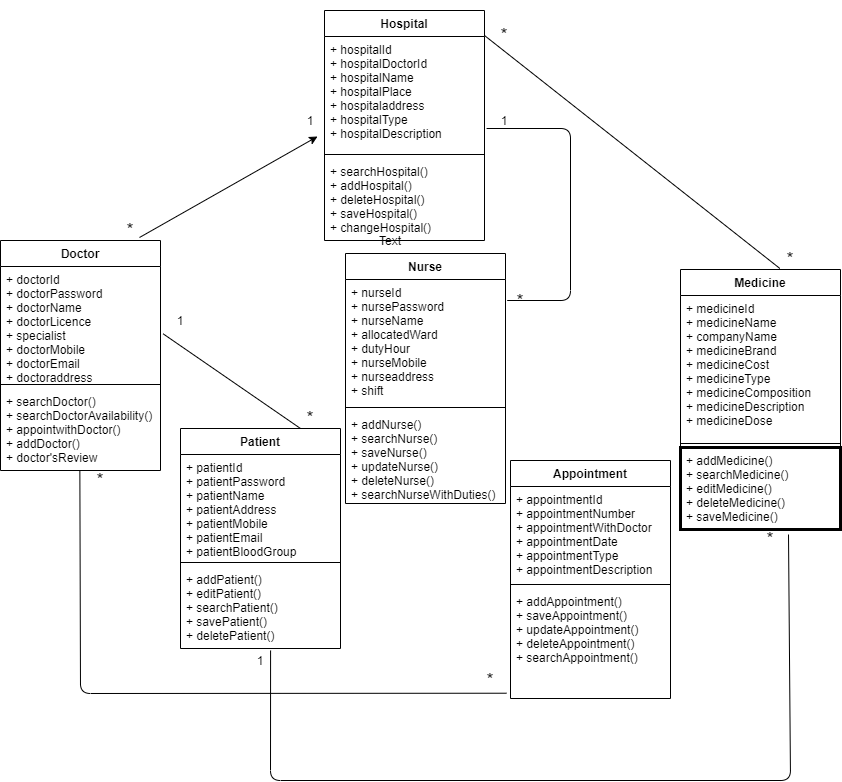 Hospital
+ hospitalId
+ hospitalDoctorId
+ hospitalName
+ hospitalPlace
+ hospitaladdress
+ hospitalType
+ hospitalDescription
+ searchHospital()
+ addHospital()
+ deleteHospital()
+ saveHospital()
+ changeHospital()
Text
*
1
1
*
*
*
Doctor
+ doctorId
+ doctorPassword
+ doctorName
+ doctorLicence
+ specialist
+ doctorMobile
+ doctorEmail
+ doctoraddress
+ searchDoctor()
+ searchDoctorAvailability()
+ appointwithDoctor()
+ addDoctor()
+ doctor'sReview
1
*
*
Nurse
+ nurseId
+ nursePassword
+ nurseName
+ allocatedWard
+ dutyHour
+ nurseMobile
+ nurseaddress
+ shift
+ addNurse()
+ searchNurse()
+ saveNurse()
+ updateNurse()
+ deleteNurse()
+ searchNurseWithDuties()
Medicine
+ medicineId
+ medicineName
+ companyName
+ medicineBrand
+ medicineCost
+ medicineType
+ medicineComposition
+ medicineDescription
+ medicineDose
+ addMedicine()
+ searchMedicine()
+ editMedicine()
+ deleteMedicine()
+ saveMedicine()
*
Patient
+ patientId
+ patientPassword
+ patientName
+ patientAddress
+ patientMobile
+ patientEmail
+ patientBloodGroup
+ addPatient()
+ editPatient()
+ searchPatient()
+ savePatient()
+ deletePatient()
1
Appointment
+ appointmentId
+ appointmentNumber
+ appointmentWithDoctor
+ appointmentDate
+ appointmentType
+ appointmentDescription
+ addAppointment()
+ saveAppointment()
+ updateAppointment()
+ deleteAppointment()
+ searchAppointment()
*